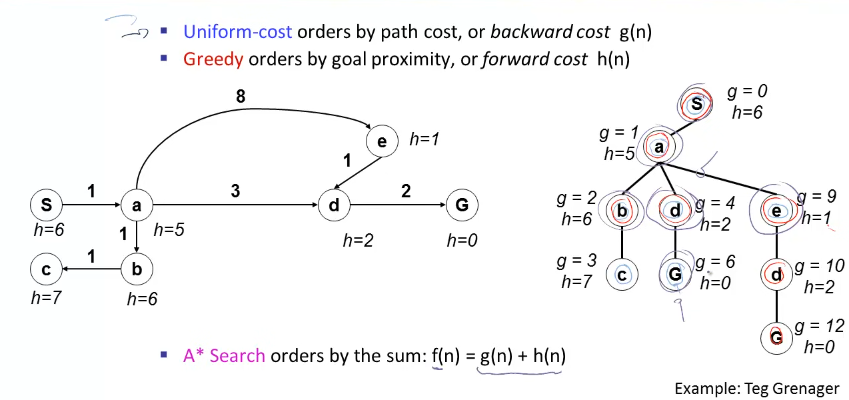 Uniform-cost orders by path cost, or backward cost g(n)
Greedy orders by goal proximity, or forward cost h(n)
8
e h=1
1
S 1 a 3 d 2 G
h=6 h=5 h=2 h=0
1
c 1 b
h=7 h=6
S g = 0
h=6
g = 1
h=5 a
g = 2
h=6 b
d g = 4
h=2
e g = 9
h=1
g = 3
h=7 c
G g = 6
h=0
d g = 10
h=2
G g = 12
h=0
A* Search orders by the sum: f(n) = g(n) + h(n)
Example: Teg Grenager